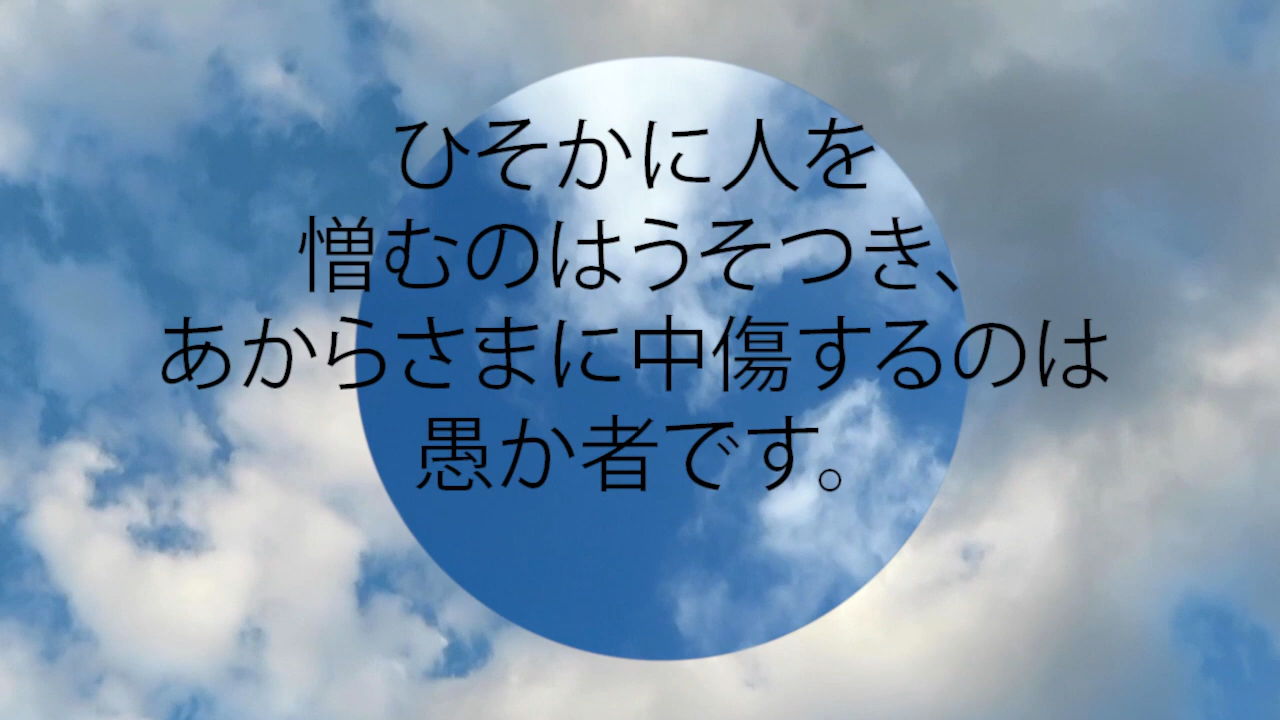 ひそかに人を
憎むのはうそつき、
あからさまに中傷するのは
愚か者です。